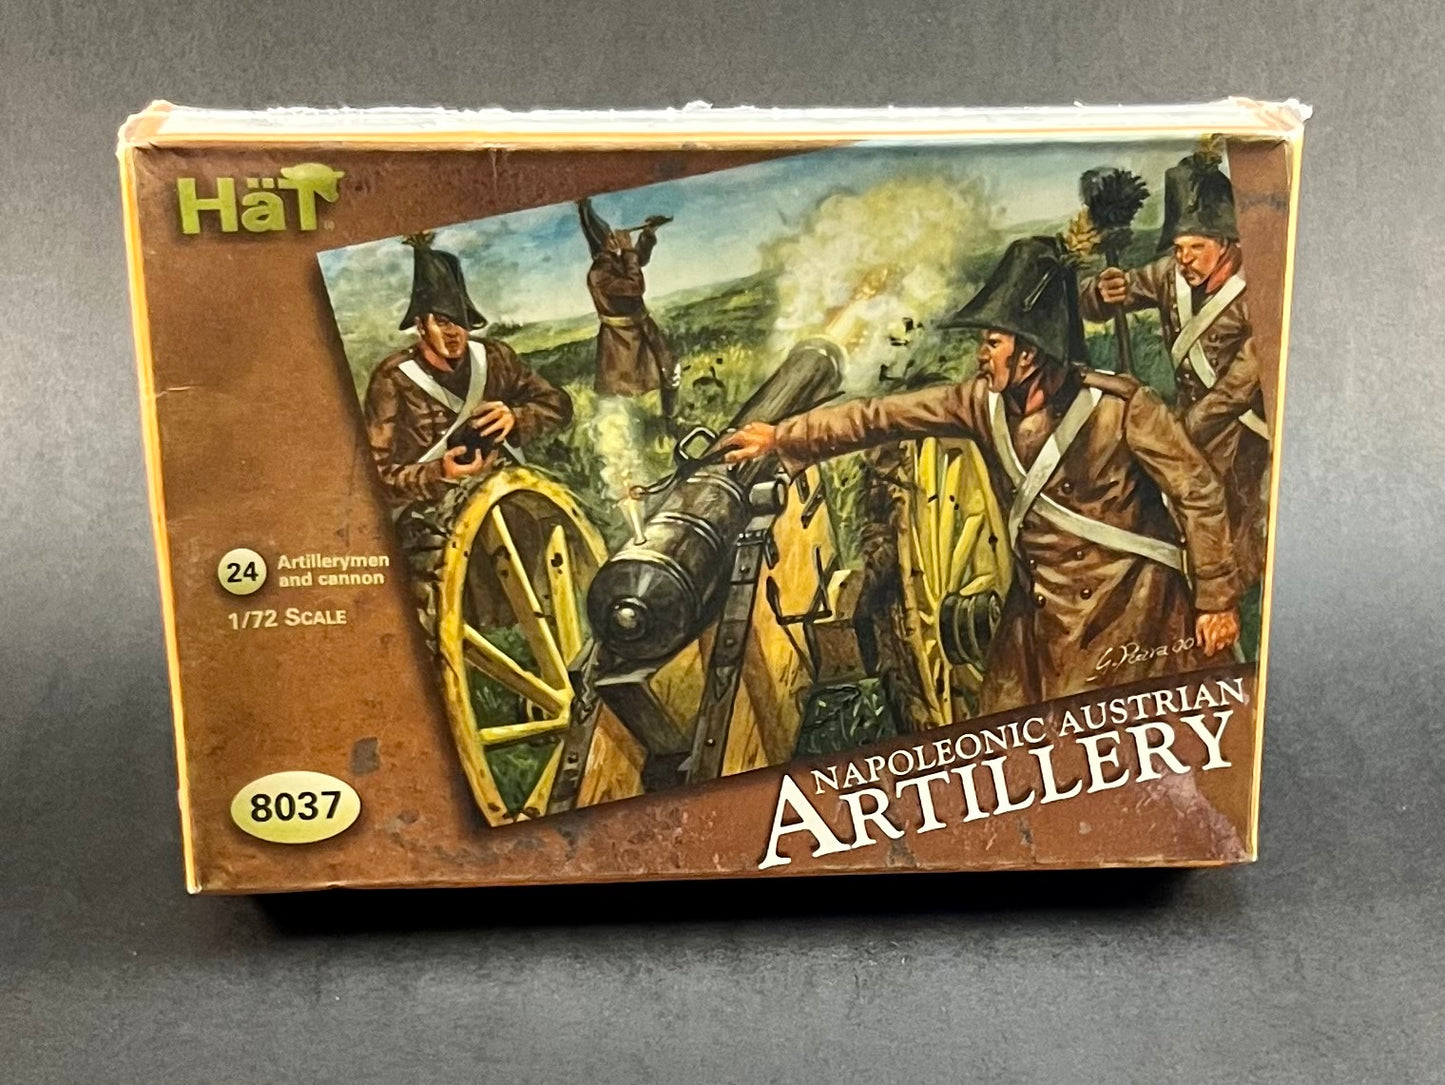 HäT
24
Artillerymen
and cannon
1/72 SCALE
8037
NAPOLEONIC AUSTRIAN
ARTILLERY